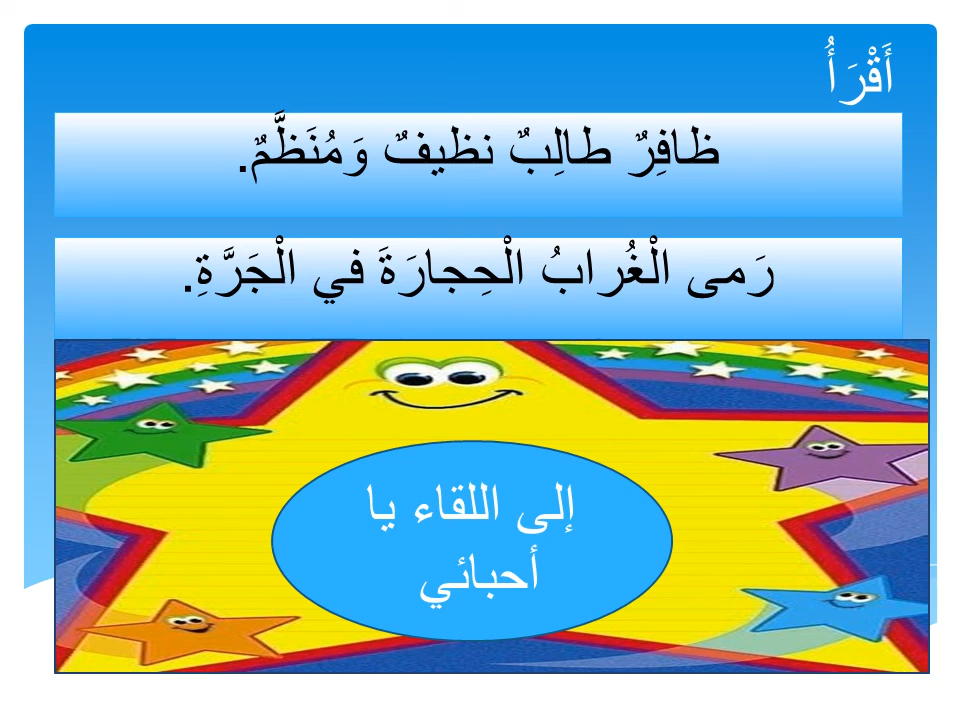 أَقْرَأُ
ظافِرٌ طالِبٌ نظيفٌ وَمُنَظَّمٌ.
رَمى الْغُرابُ الْحِجارَةَ في الْجَرَّةِ.
إلى اللقاء يا
أحبائي